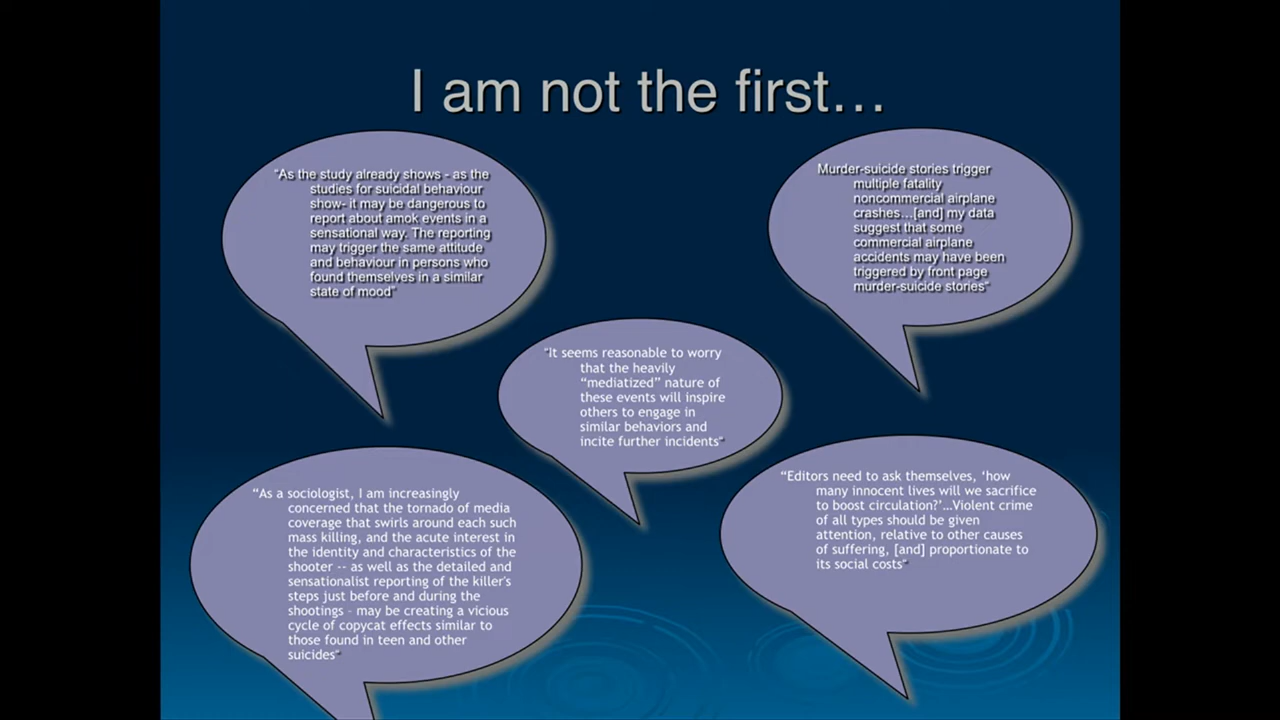 I am not the first…
"As the study already shows - as the
studies for suicidal behaviour
show- it may be dangerous to
report about amok events in a
sensational way. The reporting
may trigger the same attitude
and behaviour in persons who
found themselves in a similar
state of mood"
Murder-suicide stories trigger
multiple fatality
noncommercial airplane
crashes…[and] my data
suggest that some
commercial airplane
accidents may have been
triggered by front page
murder-suicide stories"
"It seems reasonable to worry
that the heavily
"mediatized" nature of
these events will inspire
others to engage in
similar behaviors and
incite further incidents"
"As a sociologist, I am increasingly
concerned that the tornado of media
coverage that swirls around each such
mass killing, and the acute interest in
the identity and characteristics of the
shooter -- as well as the detailed and
sensationalist reporting of the killer's
steps just before and during the
shootings – may be creating a vicious
cycle of copycat effects similar to
those found in teen and other
suicides"
"Editors need to ask themselves, 'how
many innocent lives will we sacrifice
to boost circulation?'…Violent crime
of all types should be given
attention, relative to other causes
of suffering, [and] proportionate to
its social costs"